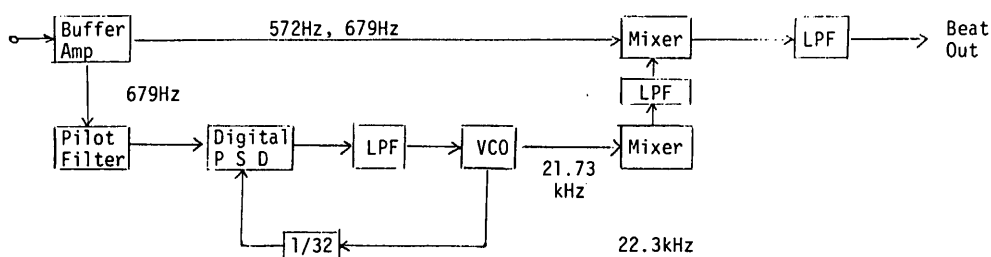 Buffer
Amp
572Hz, 679Hz
Mixer
LPF
Beat
Out
679Hz
LPF
Pilot
Filter
Digital
P S D
LPF
VCO
21.73
kHz
Mixer
1/32
22.3kHz